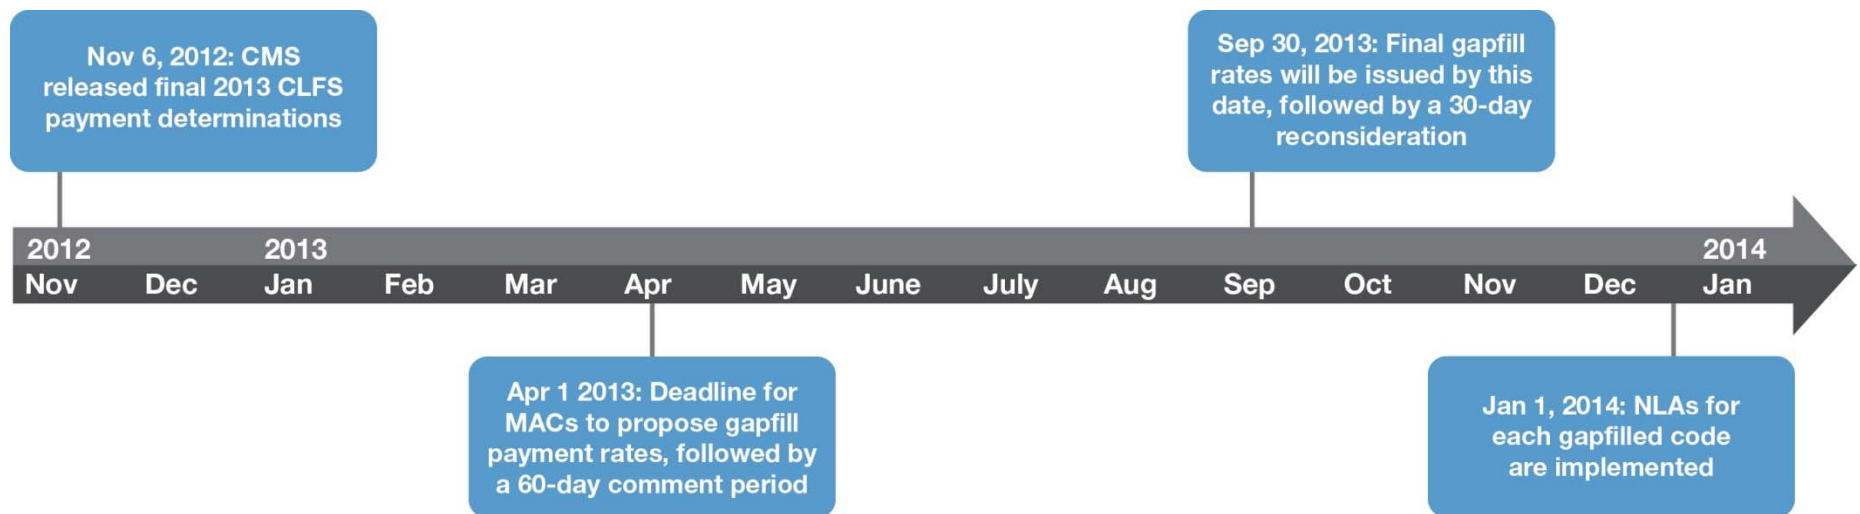 Nov 6, 2012: CMS
released final 2013 CLFS
payment determinations
Sep 30, 2013: Final gapfill
rates will be issued by this
date, followed by a 30-day
reconsideration
2012 2013 2014
Nov Dec Jan Feb Mar Apr May June July Aug Sep Oct Nov Dec Jan
Apr 1 2013: Deadline for
MACs to propose gapfill
payment rates, followed by
a 60-day comment period
Jan 1, 2014: NLAs for
each gapfilled code
are implemented